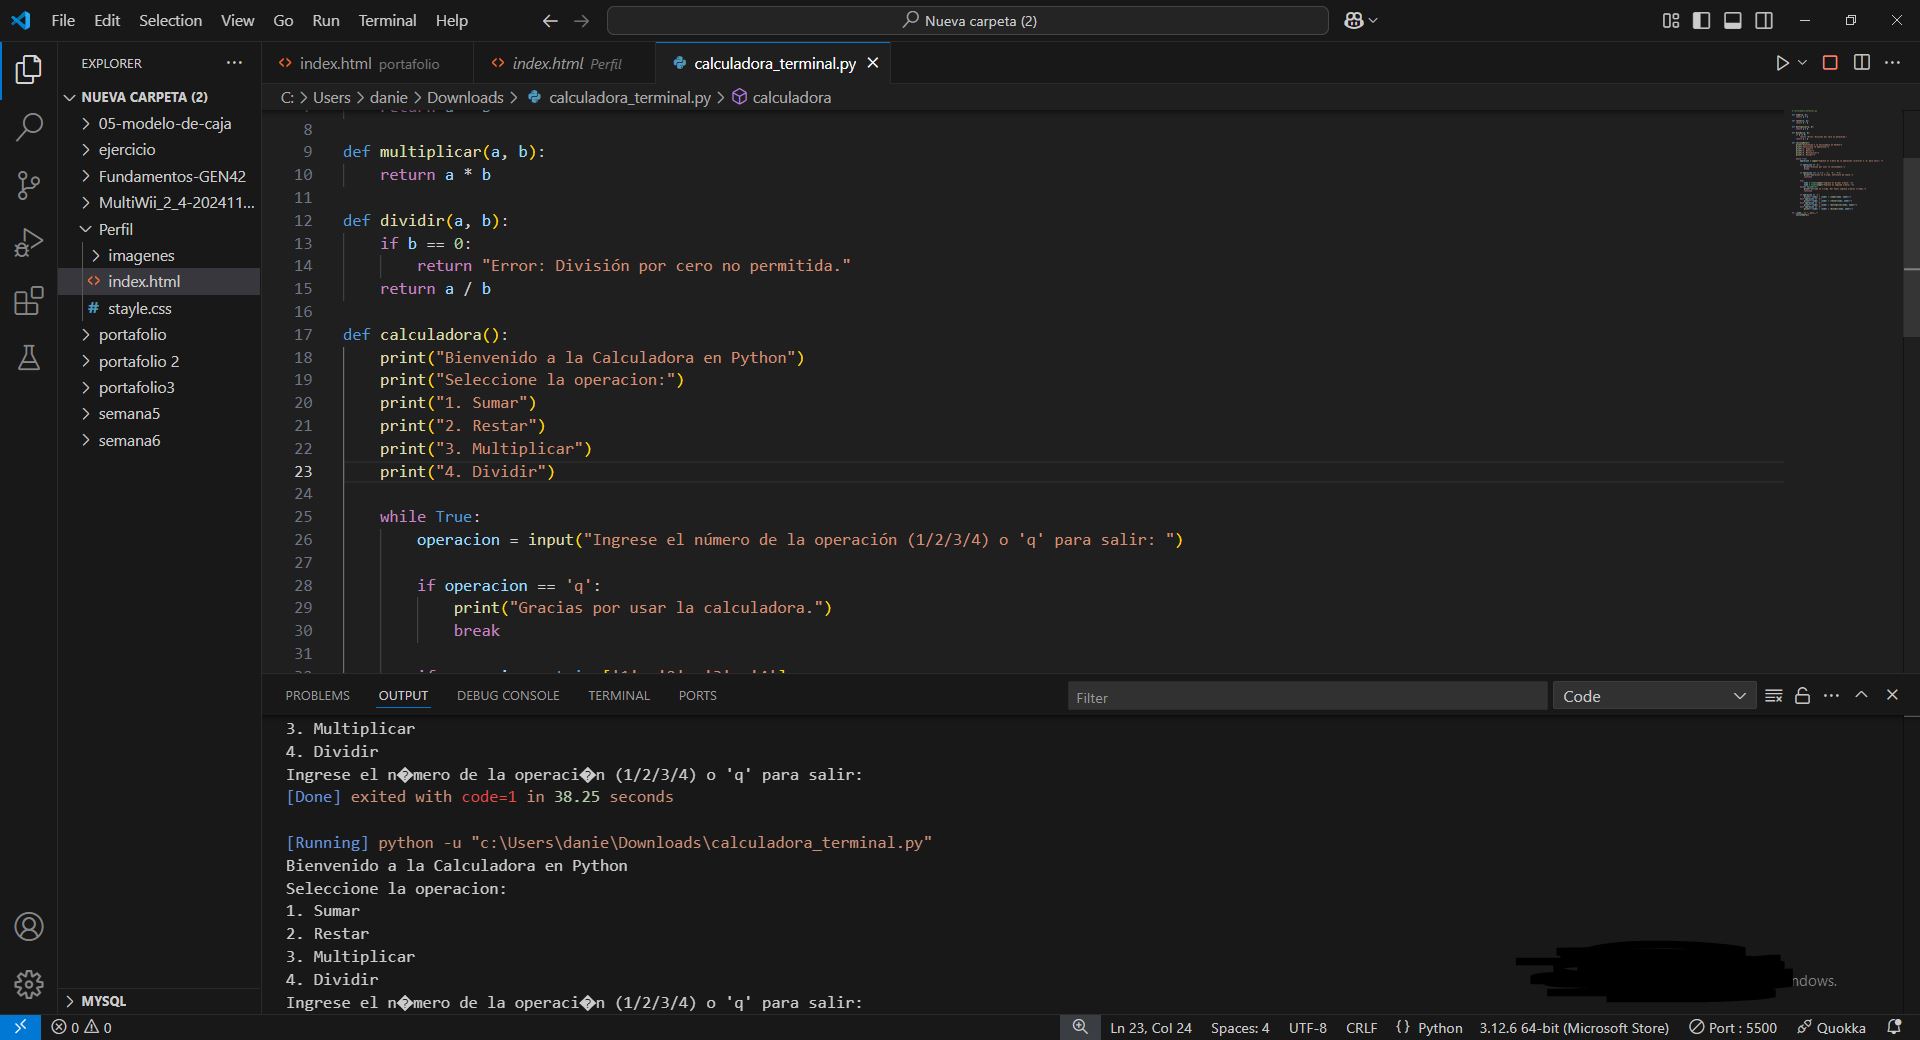 File Edit Selection View Go Run Terminal Help
Nueva carpeta (2)
EXPLORER
index.html portafolio
index.html Perfil
calculadora_terminal.py
C: > Users > danie > Downloads > calculadora_terminal.py > calculadora
NUEVA CARPETA (2)
05-modelo-de-caja
ejercicio
Fundamentos-GEN42
MultiWii_2_4-202411...
Perfil
imagenes
index.html
# stayle.css
portafolio
portafolio 2
portafolio3
semana5
semana6
MYSQL
8
9 def multiplicar(a, b):
10 return a * b
11
12 def dividir(a, b):
13 if b == 0:
14 return "Error: División por cero no permitida."
15 return a / b
16
17 def calculadora():
18 print("Bienvenido a la Calculadora en Python")
19 print("Seleccione la operacion:")
20 print("1. Sumar")
21 print("2. Restar")
22 print("3. Multiplicar")
23 print("4. Dividir")
24
25 while True:
26 operacion = input("Ingrese el número de la operación (1/2/3/4) o 'q' para salir: ")
27
28 if operacion == 'q':
29 print("Gracias por usar la calculadora.")
30 break
31
PROBLEMS OUTPUT DEBUG CONSOLE TERMINAL PORTS
Filter
Code
3. Multiplicar
4. Dividir
Ingrese el n�mero de la operaci�n (1/2/3/4) o 'q' para salir:
[Done] exited with code=1 in 38.25 seconds
[Running] python -u "c:\Users\danie\Downloads\calculadora_terminal.py"
Bienvenido a la Calculadora en Python
Seleccione la operacion:
1. Sumar
2. Restar
3. Multiplicar
4. Dividir
Ingrese el n�mero de la operaci�n (1/2/3/4) o 'q' para salir:
ndows.
0 0
Ln 23, Col 24 Spaces: 4 UTF-8 CRLF {} Python 3.12.6 64-bit (Microsoft Store) Port : 5500 Quokka